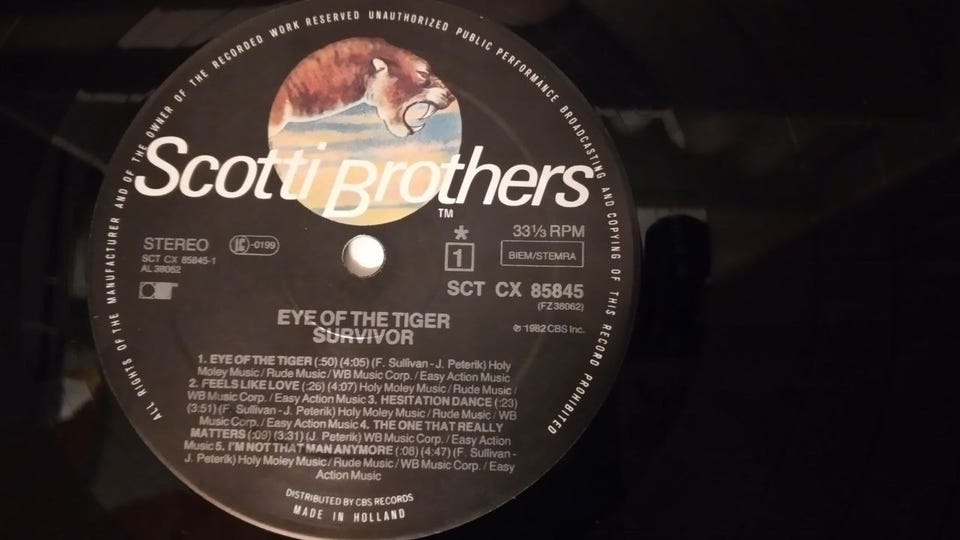 ALL RIGHTS OF THE MANUFACTURER AND OF THE OWNER OF THE RECORDED WORK RESERVED UNAUTHORIZED PUBLIC PERFORMANCE BROADCASTING AND COPYING OF THIS RECORD PROHIBITED
Scotti Brothers
TM
STEREO
-0199
SCT CX 85845-1
AL 38062
*
1
33⅓ RPM
BIEM/STEMRA
SCT CX 85845
(FZ 38062)
℗ 1982 CBS Inc.
EYE OF THE TIGER
SURVIVOR
1. EYE OF THE TIGER (:50) (4:05) (F. Sullivan - J. Peterik) Holy
Moley Music / Rude Music / WB Music Corp. / Easy Action Music
2. FEELS LIKE LOVE (:26) (4:07) Holy Moley Music / Rude Music /
WB Music Corp. / Easy Action Music 3. HESITATION DANCE (:23)
(3:51) (F. Sullivan - J. Peterik) Holy Moley Music / Rude Music / WB
Music Corp. / Easy Action Music 4. THE ONE THAT REALLY
MATTERS (:09) (3:31) (J. Peterik) WB Music Corp. / Easy Action
Music 5. I'M NOT THAT MAN ANYMORE (:08) (4:47) (F. Sullivan -
J. Peterik) Holy Moley Music / Rude Music / WB Music Corp. / Easy
Action Music
DISTRIBUTED BY CBS RECORDS
MADE IN HOLLAND